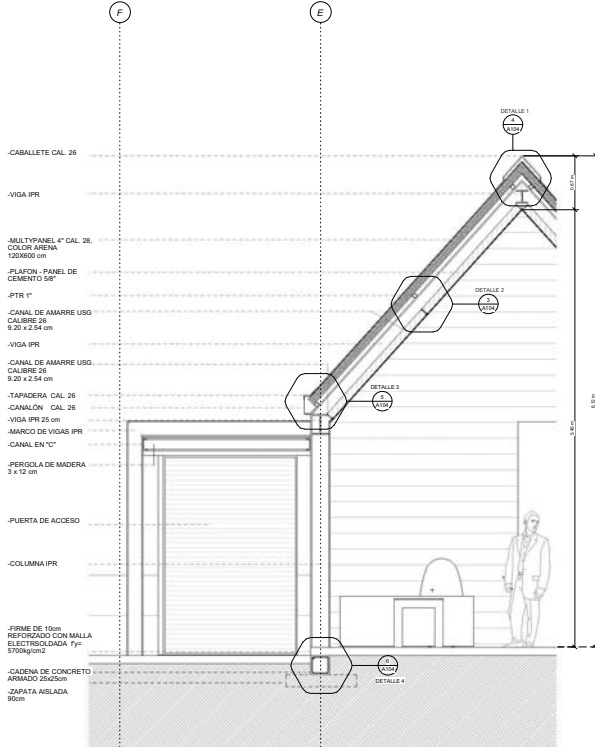 F
E
DETALLE 1
4
A104
-CABALLETE CAL. 26
-VIGA IPR
-MULTYPANEL 4" CAL. 28,
COLOR ARENA
120X600 cm
-PLAFON - PANEL DE
CEMENTO 5/8"
-PTR 1"
-CANAL DE AMARRE USG
CALIBRE 26
9.20 x 2.54 cm
-VIGA IPR
-CANAL DE AMARRE USG
CALIBRE 26
9.20 x 2.54 cm
-TAPADERA CAL. 26
-CANALÓN CAL. 26
-VIGA IPR 25 cm
-MARCO DE VIGAS IPR
-CANAL EN "C"
-PERGOLA DE MADERA
3 x 12 cm
-PUERTA DE ACCESO
-COLUMNA IPR
-FIRME DE 10cm
REFORZADO CON MALLA
ELECTRSOLDADA f'y=
5700kg/cm2
-CADENA DE CONCRETO
ARMADO 25x25cm
-ZAPATA AISLADA
90cm
DETALLE 2
3
A104
DETALLE 3
5
A104
6
A104
DETALLE 4